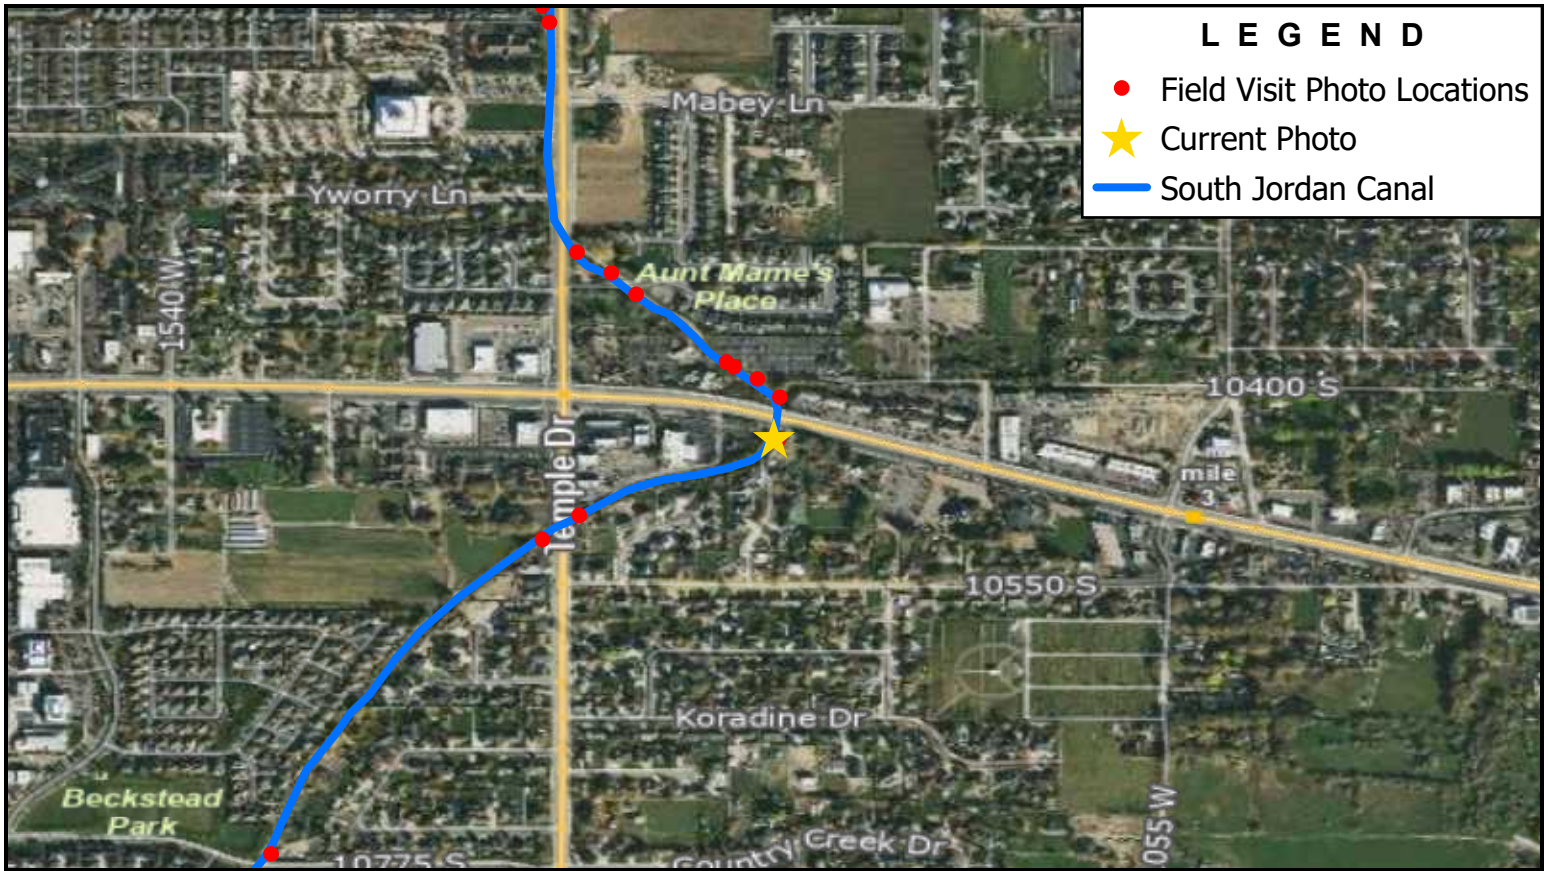 L E G E N D
Field Visit Photo Locations
Current Photo
South Jordan Canal
Mabey Ln
Yworry Ln
Aunt Mame's
Place
1540 W
10400 S
Temple Dr
mile
3
10550 S
Koradine Dr
Beckstead
Park
10775 S
Country Creek Dr
1055 W